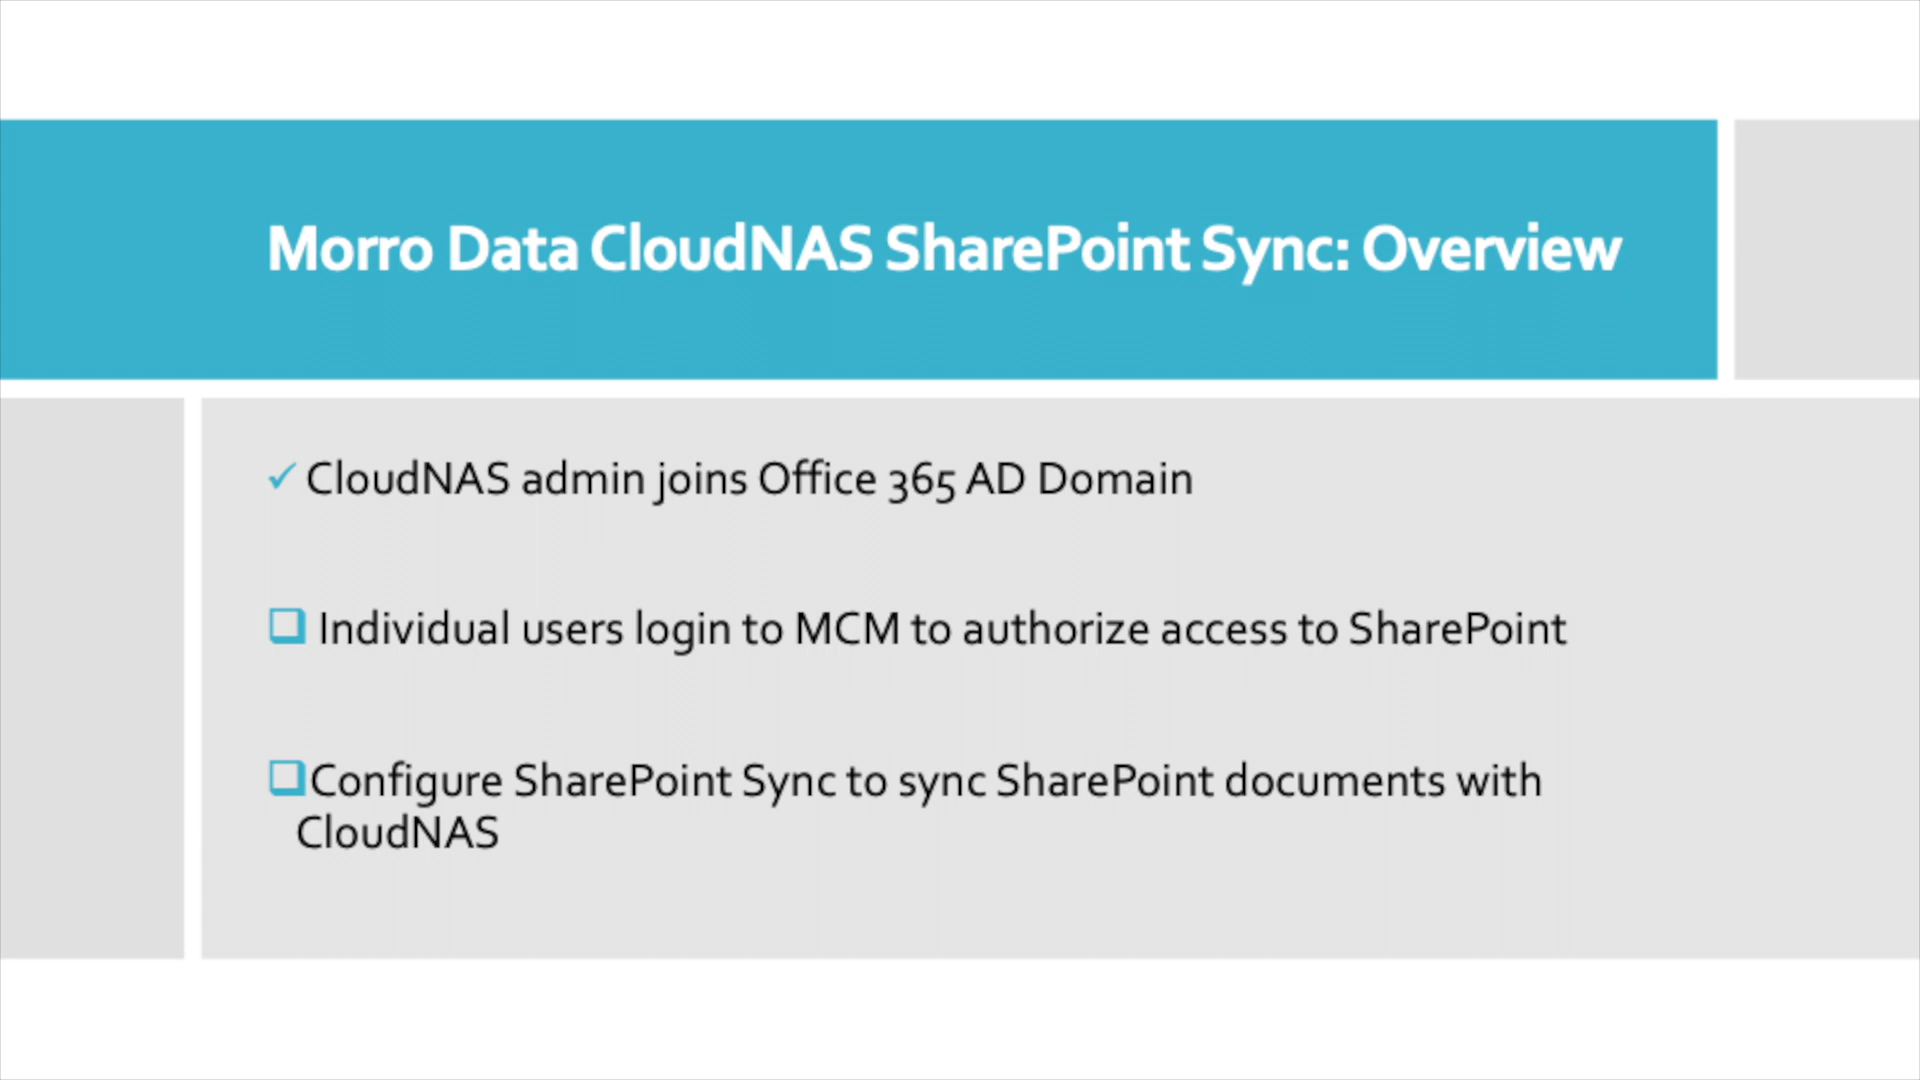 Morro Data CloudNAS SharePoint Sync: Overview
✓ CloudNAS admin joins Office 365 AD Domain
❑ Individual users login to MCM to authorize access to SharePoint
❑Configure SharePoint Sync to sync SharePoint documents with
CloudNAS